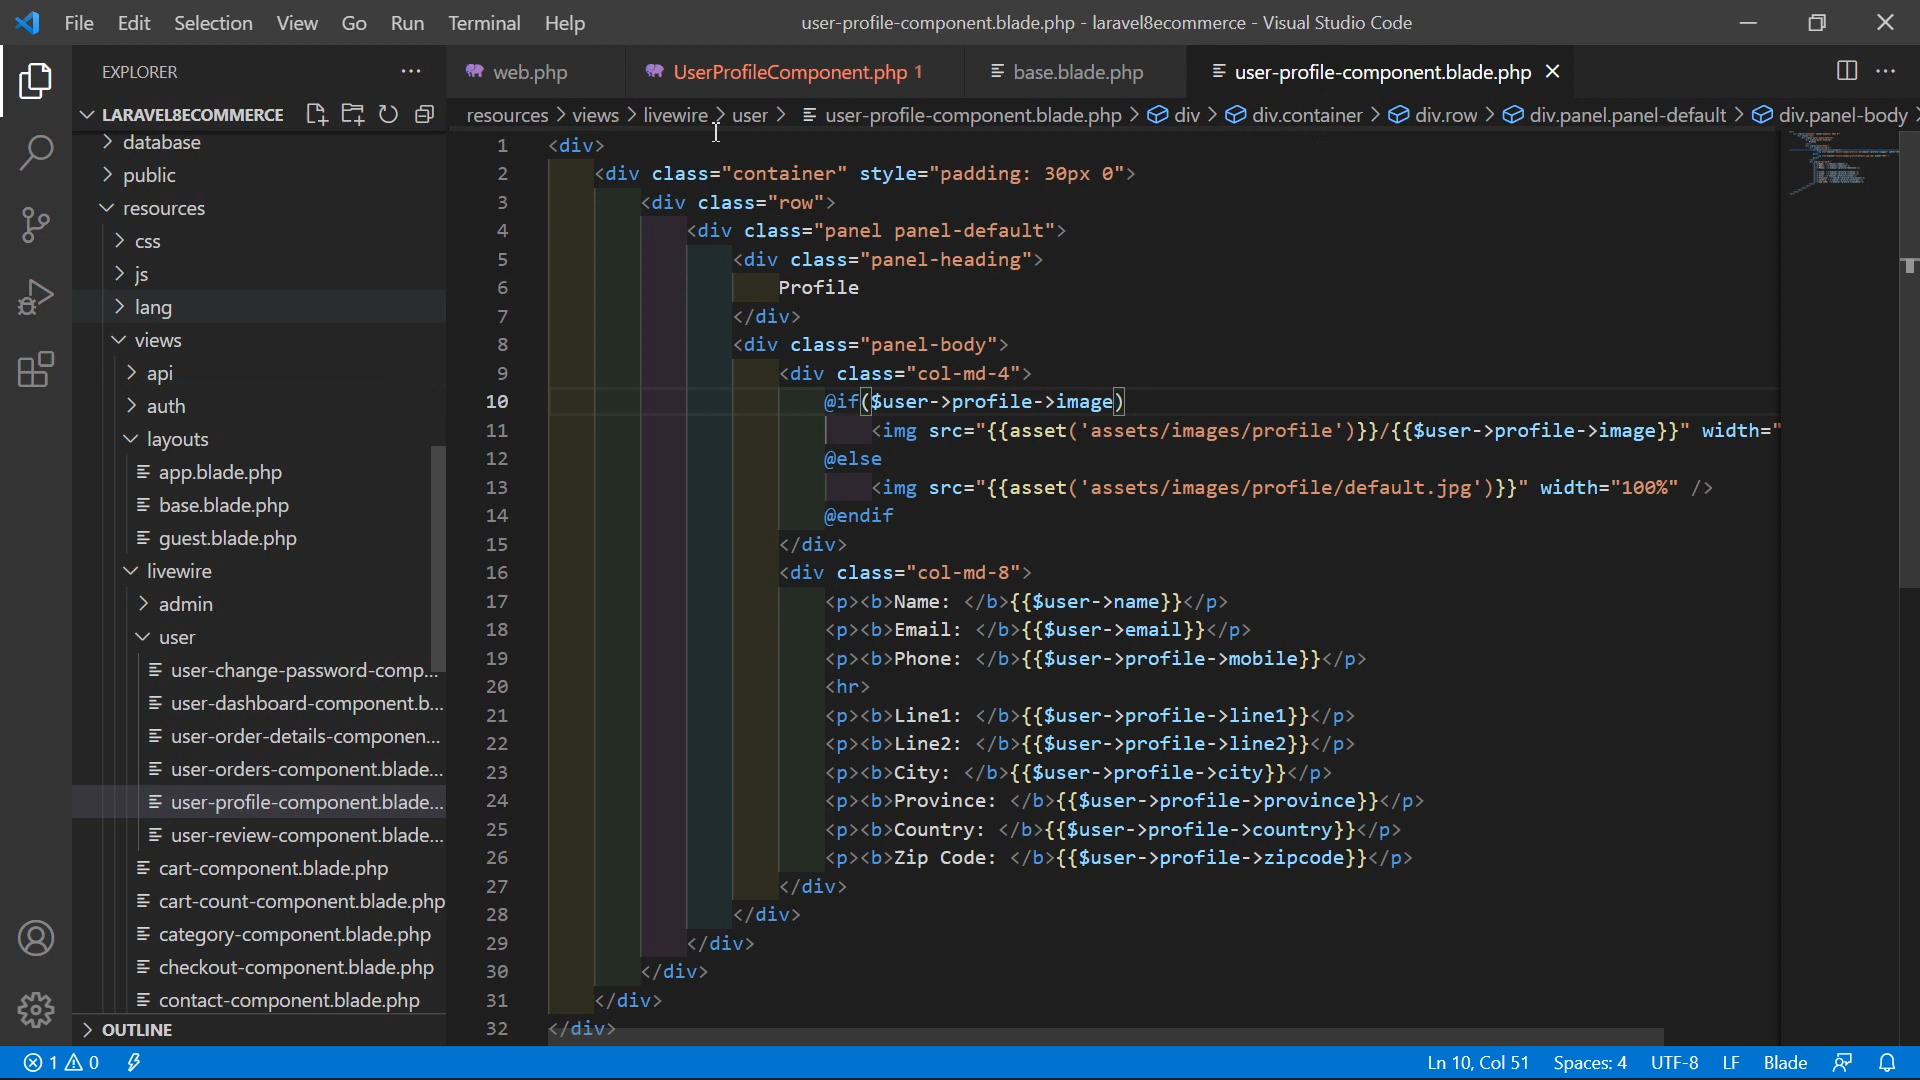 File Edit Selection View Go Run Terminal Help
user-profile-component.blade.php - laravel8ecommerce - Visual Studio Code
EXPLORER
LARAVEL8ECOMMERCE
database
public
resources
css
js
lang
views
api
auth
layouts
app.blade.php
base.blade.php
guest.blade.php
livewire
admin
user
user-change-password-comp...
user-dashboard-component.b...
user-order-details-componen...
user-orders-component.blade...
user-profile-component.blade...
user-review-component.blade...
cart-component.blade.php
cart-count-component.blade.php
category-component.blade.php
checkout-component.blade.php
contact-component.blade.php
OUTLINE
web.php UserProfileComponent.php 1 base.blade.php user-profile-component.blade.php
resources > views > livewire > user > user-profile-component.blade.php > div > div.container > div.row > div.panel.panel-default > div.panel-body >
1 <div>
2 <div class="container" style="padding: 30px 0">
3 <div class="row">
4 <div class="panel panel-default">
5 <div class="panel-heading">
6 Profile
7 </div>
8 <div class="panel-body">
9 <div class="col-md-4">
10 @if($user->profile->image)
11 <img src="{{asset('assets/images/profile')}}/{{$user->profile->image}}" width="
12 @else
13 <img src="{{asset('assets/images/profile/default.jpg')}}" width="100%" />
14 @endif
15 </div>
16 <div class="col-md-8">
17 <p><b>Name: </b>{{$user->name}}</p>
18 <p><b>Email: </b>{{$user->email}}</p>
19 <p><b>Phone: </b>{{$user->profile->mobile}}</p>
20 <hr>
21 <p><b>Line1: </b>{{$user->profile->line1}}</p>
22 <p><b>Line2: </b>{{$user->profile->line2}}</p>
23 <p><b>City: </b>{{$user->profile->city}}</p>
24 <p><b>Province: </b>{{$user->profile->province}}</p>
25 <p><b>Country: </b>{{$user->profile->country}}</p>
26 <p><b>Zip Code: </b>{{$user->profile->zipcode}}</p>
27 </div>
28 </div>
29 </div>
30 </div>
31 </div>
32 </div>
1 0 Ln 10, Col 51 Spaces: 4 UTF-8 LF Blade